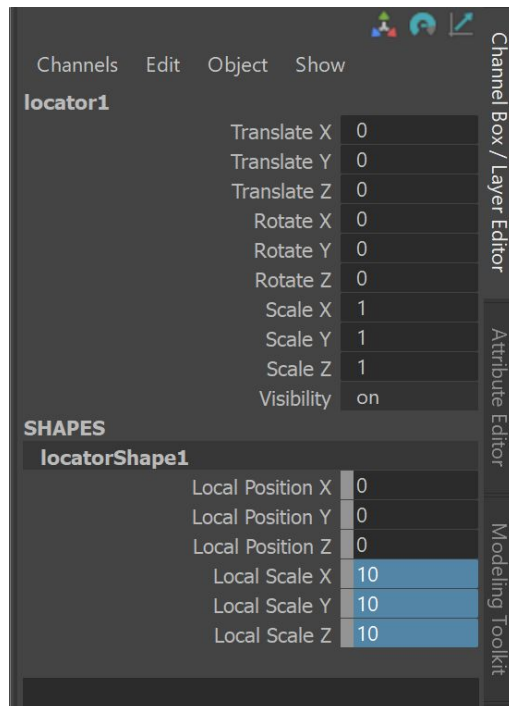 Channels Edit Object Show
locator1
Translate X 0
Translate Y 0
Translate Z 0
Rotate X 0
Rotate Y 0
Rotate Z 0
Scale X 1
Scale Y 1
Scale Z 1
Visibility on
SHAPES
locatorShape1
Local Position X 0
Local Position Y 0
Local Position Z 0
Local Scale X 10
Local Scale Y 10
Local Scale Z 10
Channel Box / Layer Editor
Attribute Editor
Modeling Toolkit